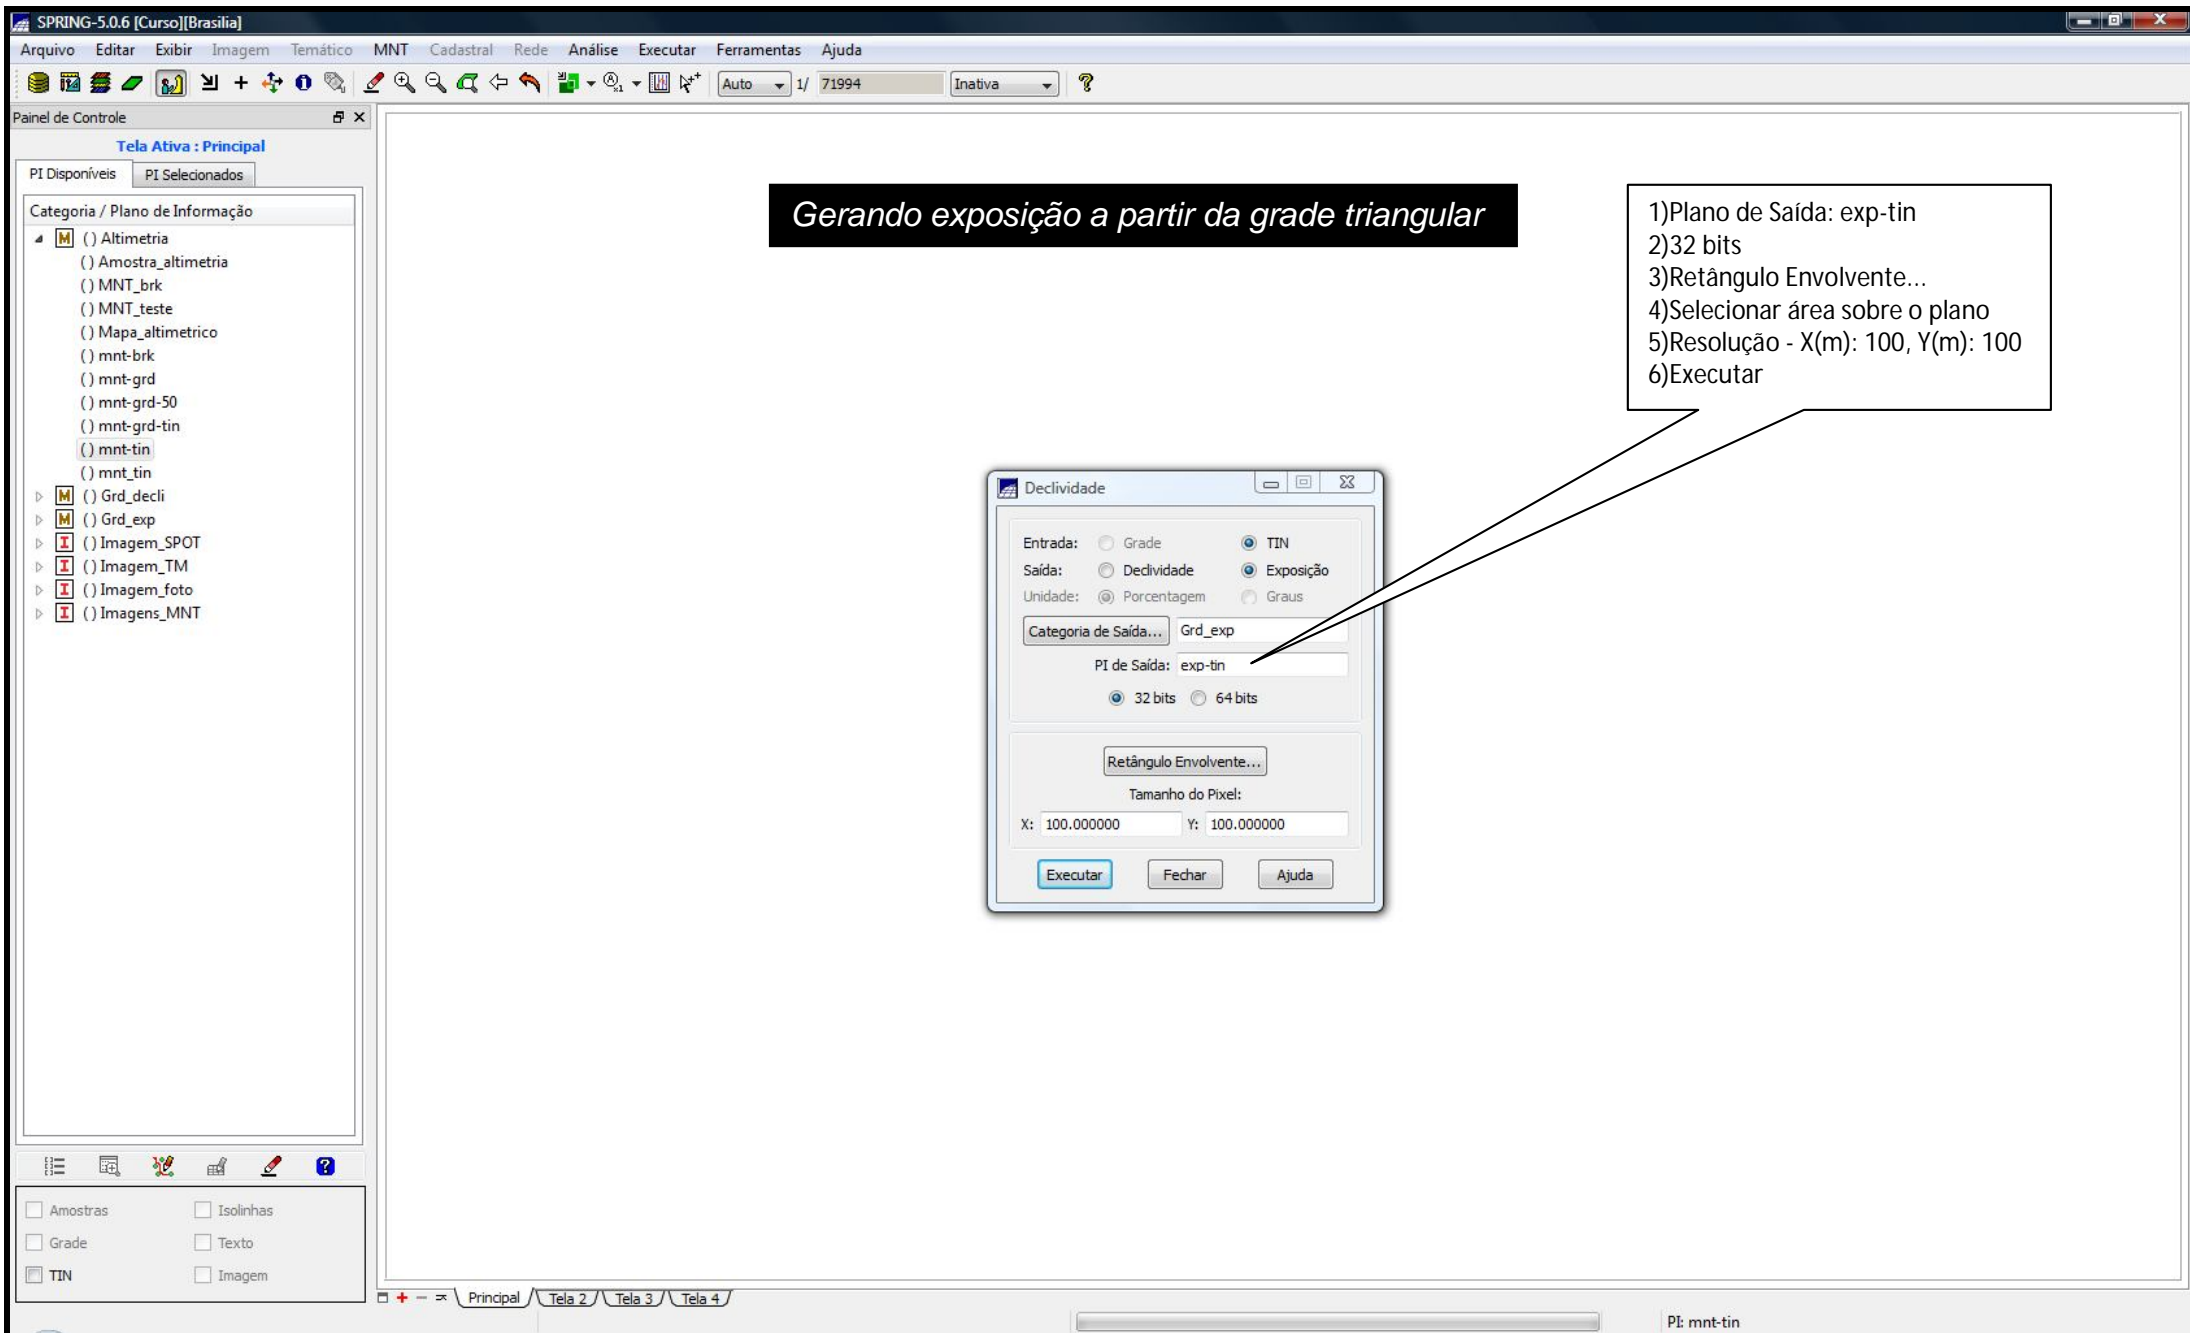 SPRING-5.0.6 [Curso][Brasilia]
Arquivo Editar Exibir Imagem Temático MNT Cadastral Rede Análise Executar Ferramentas Ajuda
Auto 1/ 71994 Inativa
Painel de Controle
Tela Ativa : Principal
PI Disponíveis PI Selecionados
Categoria / Plano de Informação
M () Altimetria
() Amostra_altimetria
() MNT_brk
() MNT_teste
() Mapa_altimetrico
() mnt-brk
() mnt-grd
() mnt-grd-50
() mnt-grd-tin
() mnt-tin
() mnt_tin
M () Grd_decli
M () Grd_exp
I () Imagem_SPOT
I () Imagem_TM
I () Imagem_foto
I () Imagens_MNT
Amostras Isolinhas
Grade Texto
TIN Imagem
Gerando exposição a partir da grade triangular
1)Plano de Saída: exp-tin
2)32 bits
3)Retângulo Envolvente...
4)Selecionar área sobre o plano
5)Resolução - X(m): 100, Y(m): 100
6)Executar
Declividade
Entrada: Grade TIN
Saída: Declividade Exposição
Unidade: Porcentagem Graus
Categoria de Saída... Grd_exp
PI de Saída: exp-tin
32 bits 64 bits
Retângulo Envolvente...
Tamanho do Pixel:
X: 100.000000 Y: 100.000000
Executar Fechar Ajuda
Principal Tela 2 Tela 3 Tela 4
PI: mnt-tin